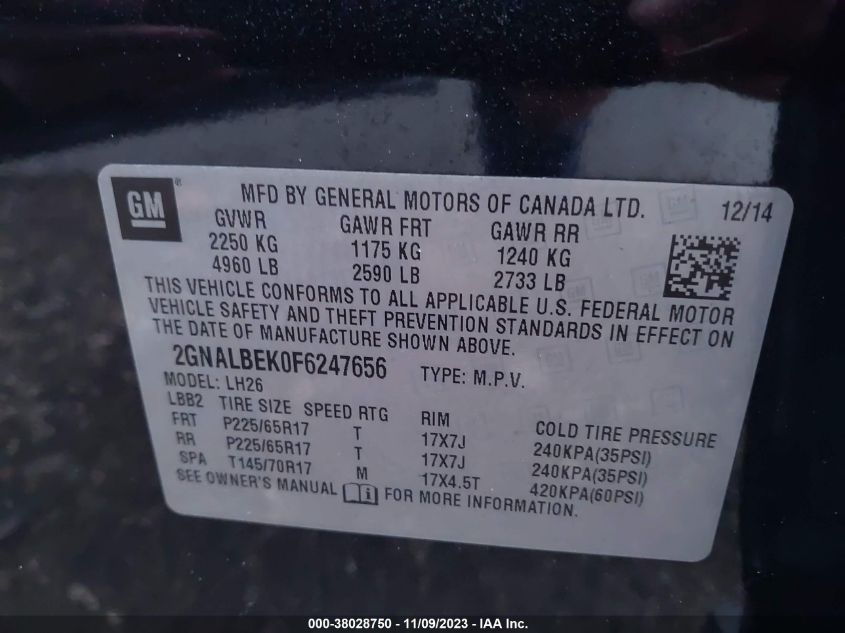 GM ®
MFD BY GENERAL MOTORS OF CANADA LTD. 12/14
GVWR GAWR FRT GAWR RR
2250 KG 1175 KG 1240 KG
4960 LB 2590 LB 2733 LB
THIS VEHICLE CONFORMS TO ALL APPLICABLE U.S. FEDERAL MOTOR
VEHICLE SAFETY AND THEFT PREVENTION STANDARDS IN EFFECT ON
THE DATE OF MANUFACTURE SHOWN ABOVE.
2GNALBEK0F6247656 TYPE: M.P.V.
MODEL: LH26
LBB2 TIRE SIZE SPEED RTG RIM COLD TIRE PRESSURE
FRT P225/65R17 T 17X7J 240KPA(35PSI)
RR P225/65R17 T 17X7J 240KPA(35PSI)
SPA T145/70R17 M 17X4.5T 420KPA(60PSI)
SEE OWNER'S MANUAL FOR MORE INFORMATION.
000-38028750 - 11/09/2023 - IAA Inc.